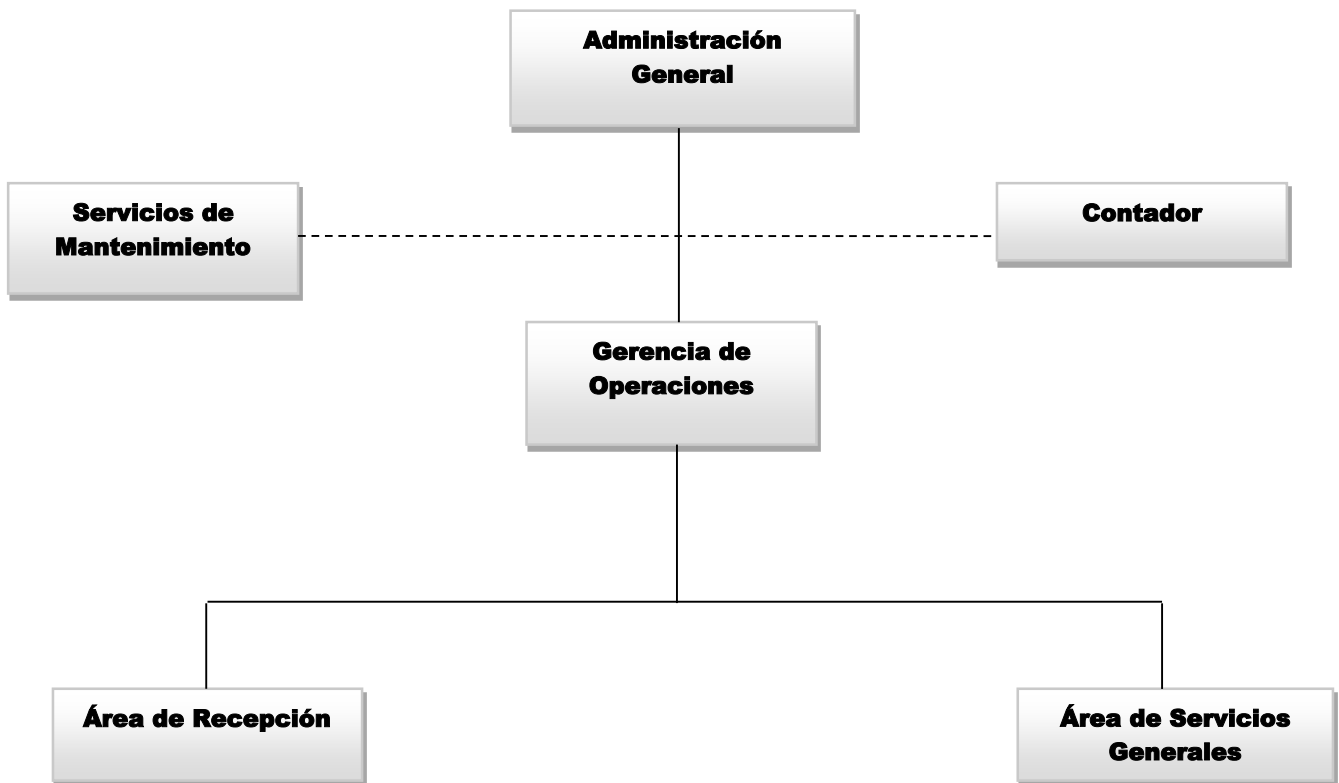 Administración
General
Servicios de
Mantenimiento
Contador
Gerencia de
Operaciones
Área de Recepción
Área de Servicios
Generales